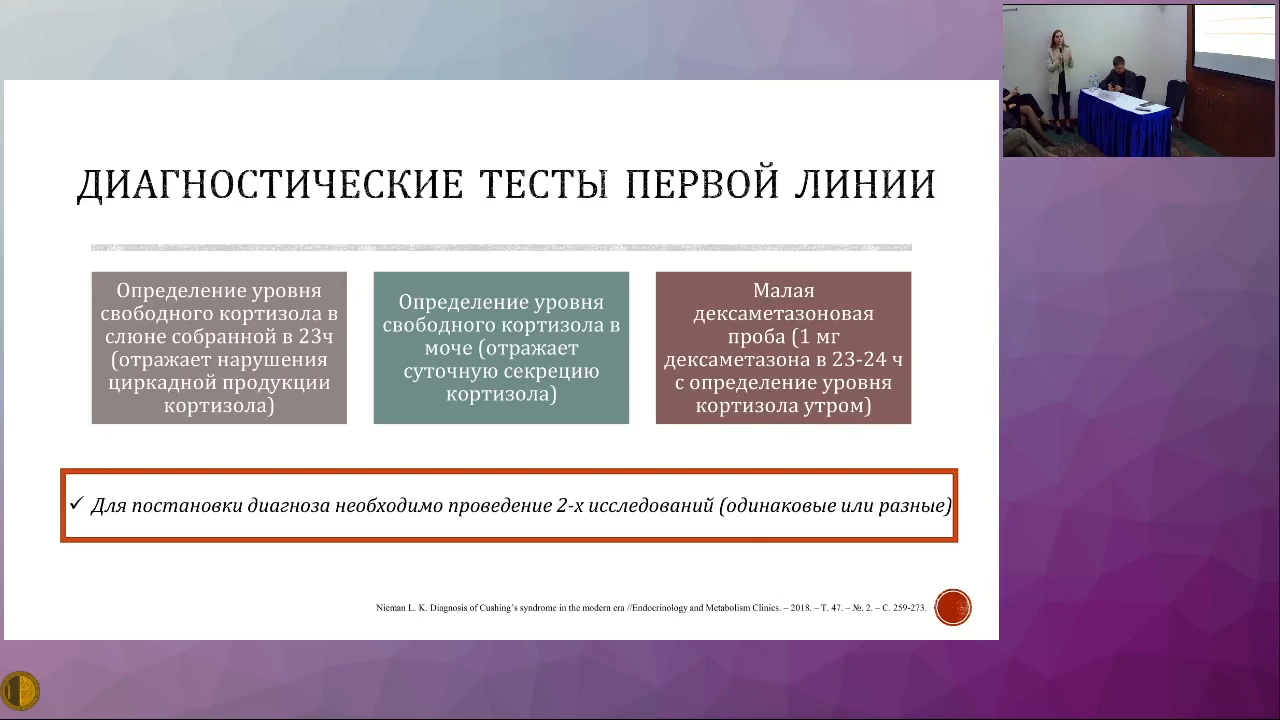 ДИАГНОСТИЧЕСКИЕ ТЕСТЫ ПЕРВОЙ ЛИНИИ
Определение уровня
свободного кортизола в
слюне собранной в 23ч
(отражает нарушения
циркадной продукции
кортизола)
Определение уровня
свободного кортизола в
моче (отражает
суточную секрецию
кортизола)
Малая
дексаметазоновая
проба (1 мг
дексаметазона в 23-24 ч
с определение уровня
кортизола утром)
✓ Для постановки диагноза необходимо проведение 2-х исследований (одинаковые или разные)
Nieman L. K. Diagnosis of Cushing’s syndrome in the modern era //Endocrinology and Metabolism Clinics. – 2018. – Т. 47. – №. 2. – С. 259-273.